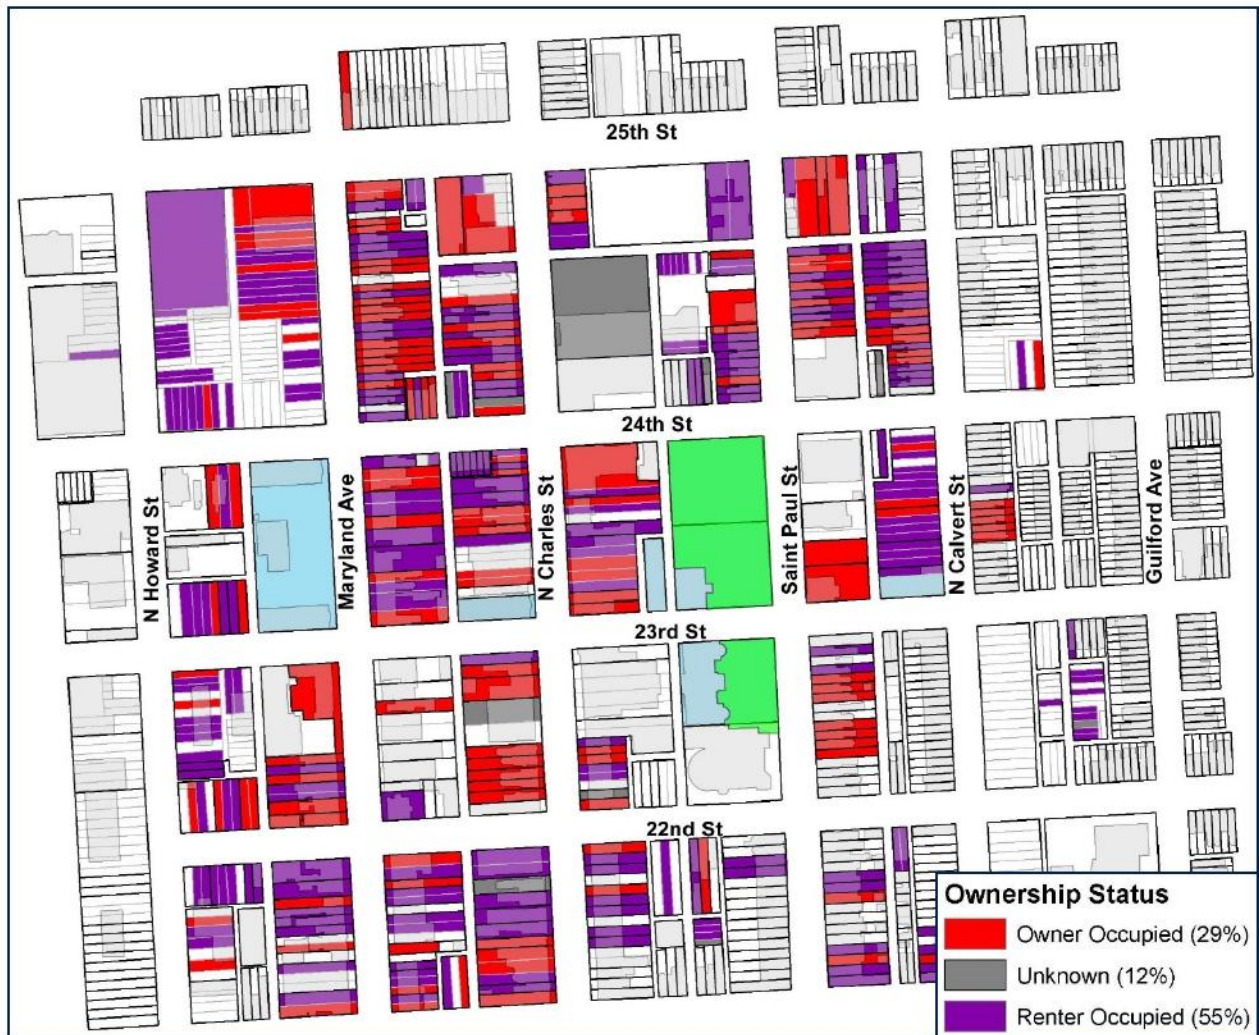 25th St
24th St
N Howard St
Maryland Ave
N Charles St
Saint Paul St
N Calvert St
Guilford Ave
23rd St
22nd St
Ownership Status
Owner Occupied (29%)
Unknown (12%)
Renter Occupied (55%)